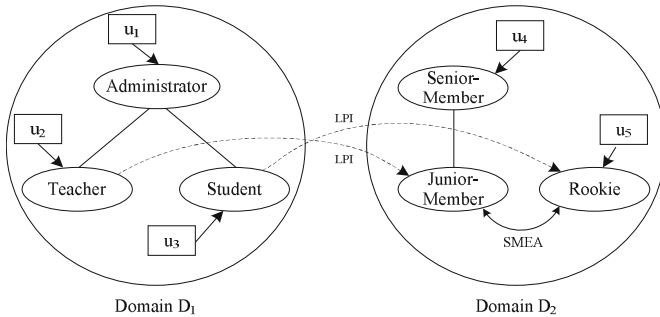 u1
Administrator
u2
Teacher
Student
u3
Domain D1
LPI
LPI
u4
Senior-
Member
u5
Junior-
Member
Rookie
SMEA
Domain D2